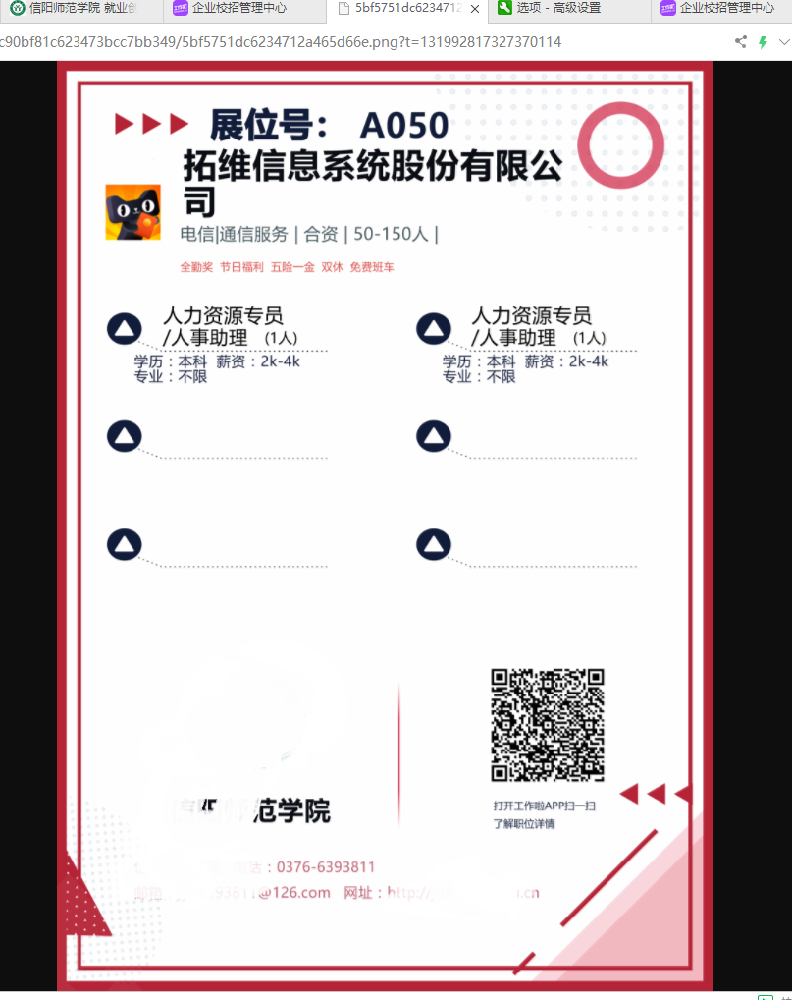 信阳师范学院 就业创
企业校招管理中心
5bf5751dc6234712
选项 - 高级设置
企业校招管理中心
c90bf81c623473bcc7bb349/5bf5751dc6234712a465d66e.png?t=131992817327370114
展位号： A050
拓维信息系统股份有限公
司
电信|通信服务 | 合资 | 50-150人 |
全勤奖 节日福利 五险一金 双休 免费班车
人力资源专员
/人事助理 (1人)
学历：本科 薪资：2k-4k
专业：不限
人力资源专员
/人事助理 (1人)
学历：本科 薪资：2k-4k
专业：不限
范学院
打开工作啦APP扫一扫
了解职位详情
电话：0376-6393811
邮箱 @126.com 网址：http:// .cn